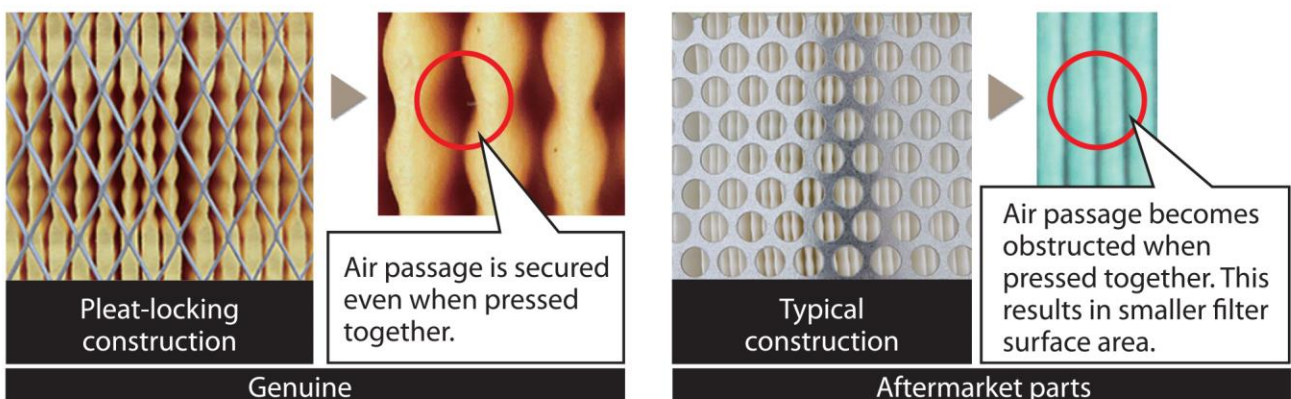 Pleat-locking
construction
Air passage is secured
even when pressed
together.
Genuine
Typical
construction
Air passage becomes
obstructed when
pressed together. This
results in smaller filter
surface area.
Aftermarket parts